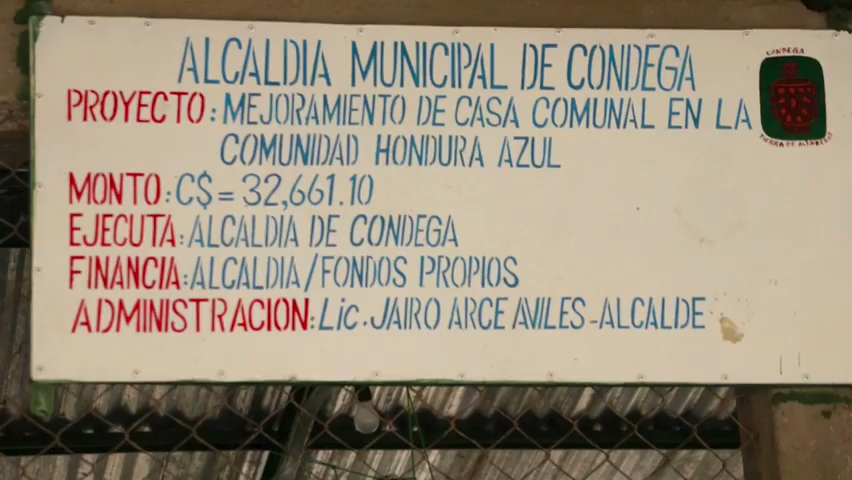 ALCALDIA MUNICIPAL DE CONDEGA
PROYECTO: MEJORAMIENTO DE CASA COMUNAL EN LA
COMUNIDAD HONDURA AZUL
MONTO: C$=32,661.10
EJECUTA: ALCALDIA DE CONDEGA
FINANCIA: ALCALDIA/FONDOS PROPIOS
ADMINISTRACION: Lic. JAIRO ARCE AVILES-ALCALDE
CONDEGA
TIERRA DE